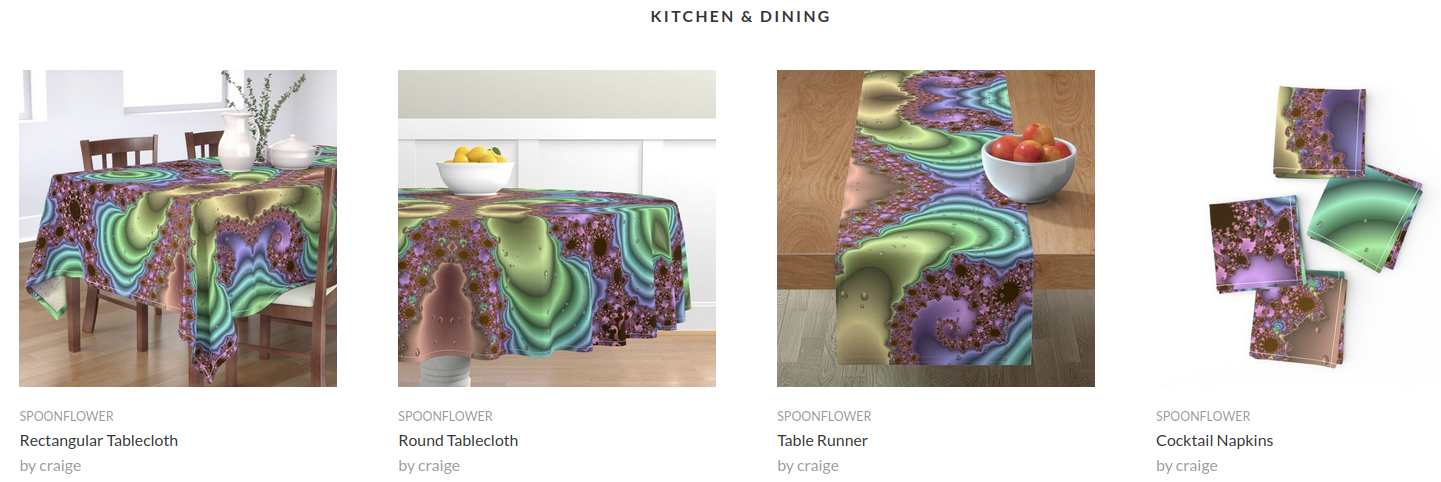 KITCHEN & DINING
SPOONFLOWER
Rectangular Tablecloth
by craige
SPOONFLOWER
Round Tablecloth
by craige
SPOONFLOWER
Table Runner
by craige
SPOONFLOWER
Cocktail Napkins
by craige